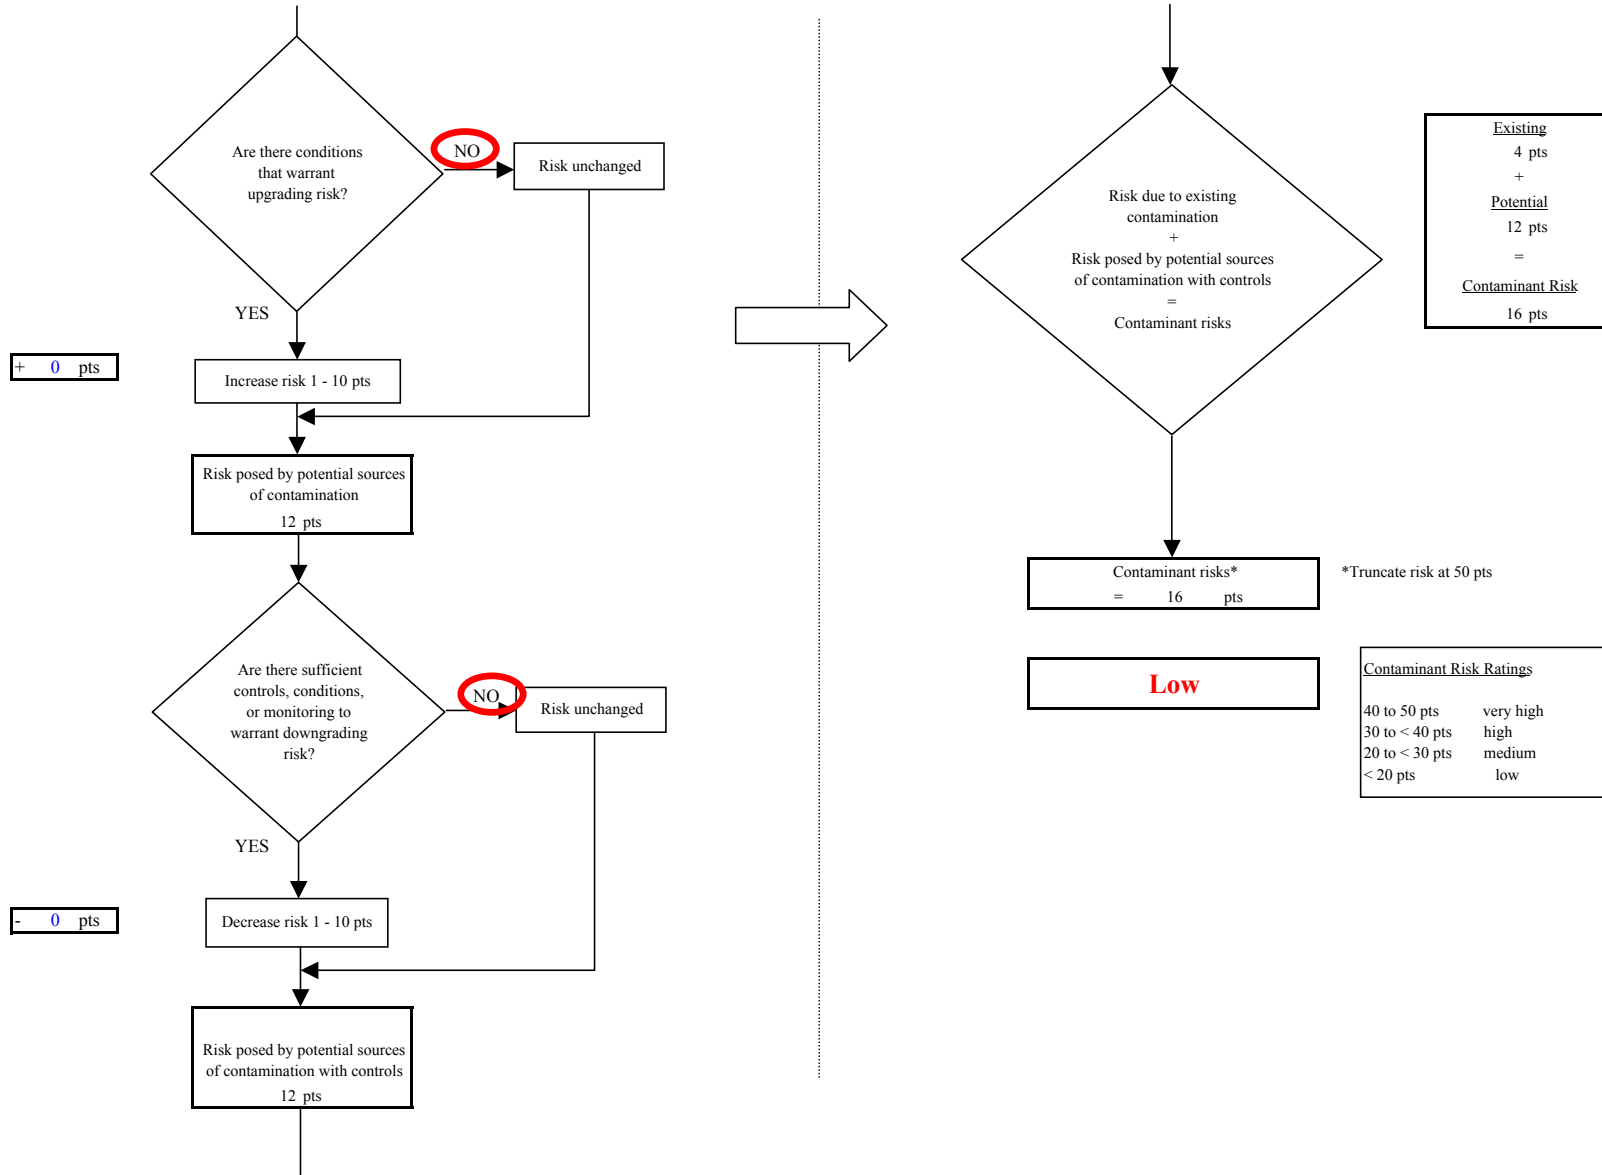 Are there conditions
that warrant
upgrading risk?
NO
Risk unchanged
YES
+ 0 pts
Increase risk 1 - 10 pts
Risk posed by potential sources
of contamination
12 pts
Are there sufficient
controls, conditions,
or monitoring to
warrant downgrading
risk?
NO
Risk unchanged
YES
- 0 pts
Decrease risk 1 - 10 pts
Risk posed by potential sources
of contamination with controls
12 pts
Risk due to existing
contamination
+
Risk posed by potential sources
of contamination with controls
=
Contaminant risks
Existing
4 pts
+
Potential
12 pts
=
Contaminant Risk
16 pts
Contaminant risks*
= 16 pts
*Truncate risk at 50 pts
Low
Contaminant Risk Ratings
40 to 50 pts very high
30 to < 40 pts high
20 to < 30 pts medium
< 20 pts low